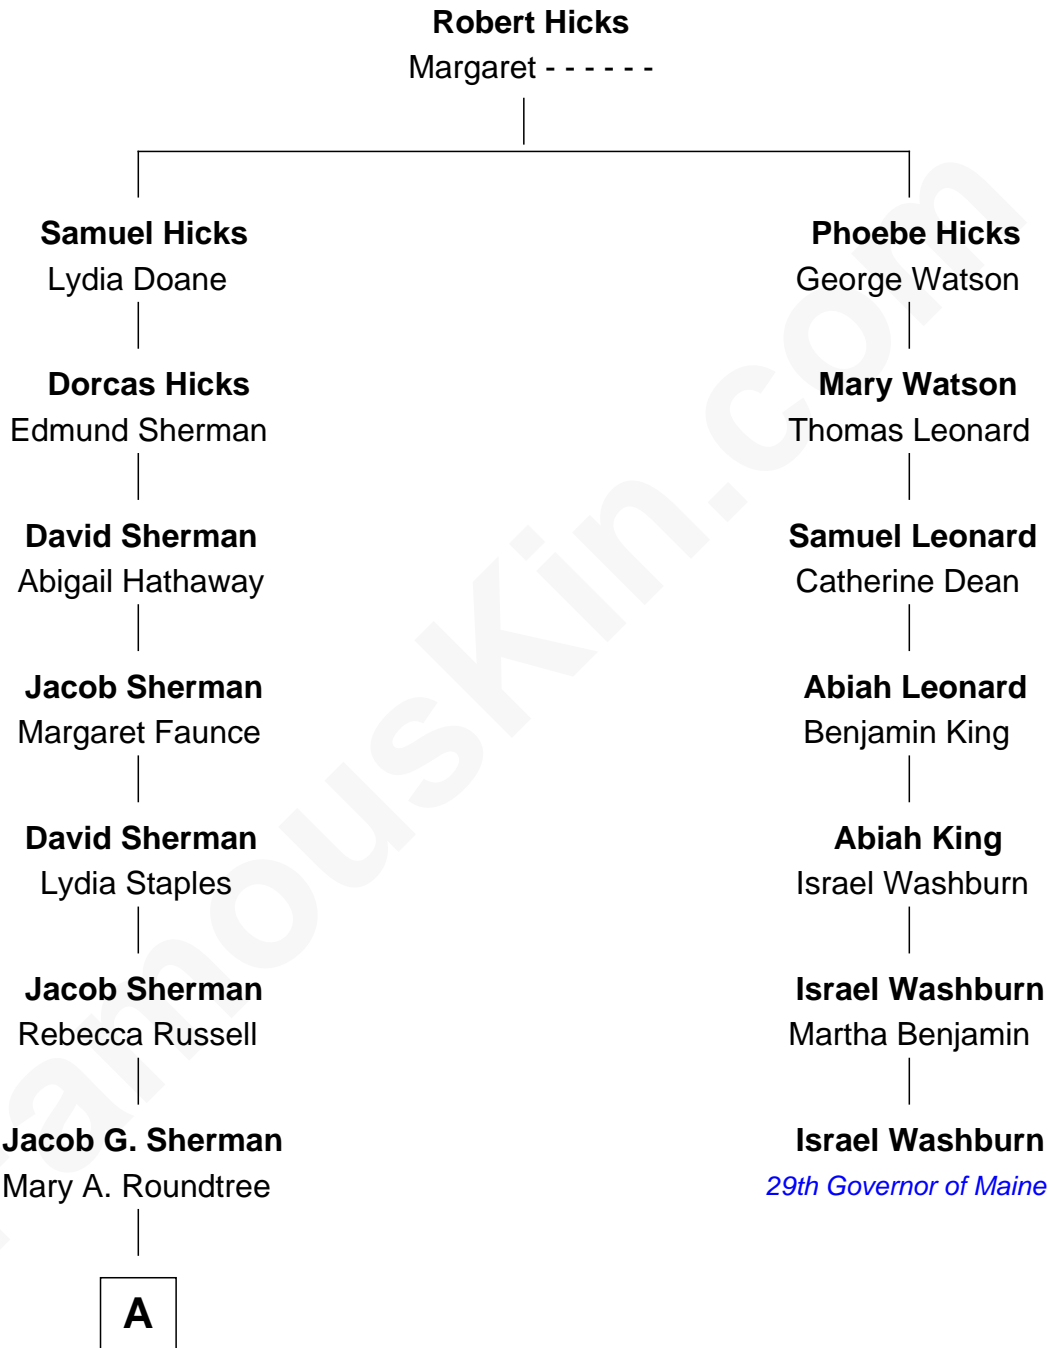 Robert Hicks
Margaret - - - - - -
Samuel Hicks
Lydia Doane
Phoebe Hicks
George Watson
Dorcas Hicks
Edmund Sherman
Mary Watson
Thomas Leonard
David Sherman
Abigail Hathaway
Samuel Leonard
Catherine Dean
Jacob Sherman
Margaret Faunce
Abiah Leonard
Benjamin King
David Sherman
Lydia Staples
Abiah King
Israel Washburn
Jacob Sherman
Rebecca Russell
Israel Washburn
Martha Benjamin
Jacob G. Sherman
Mary A. Roundtree
Israel Washburn
29th Governor of Maine
A
FamousKin.com